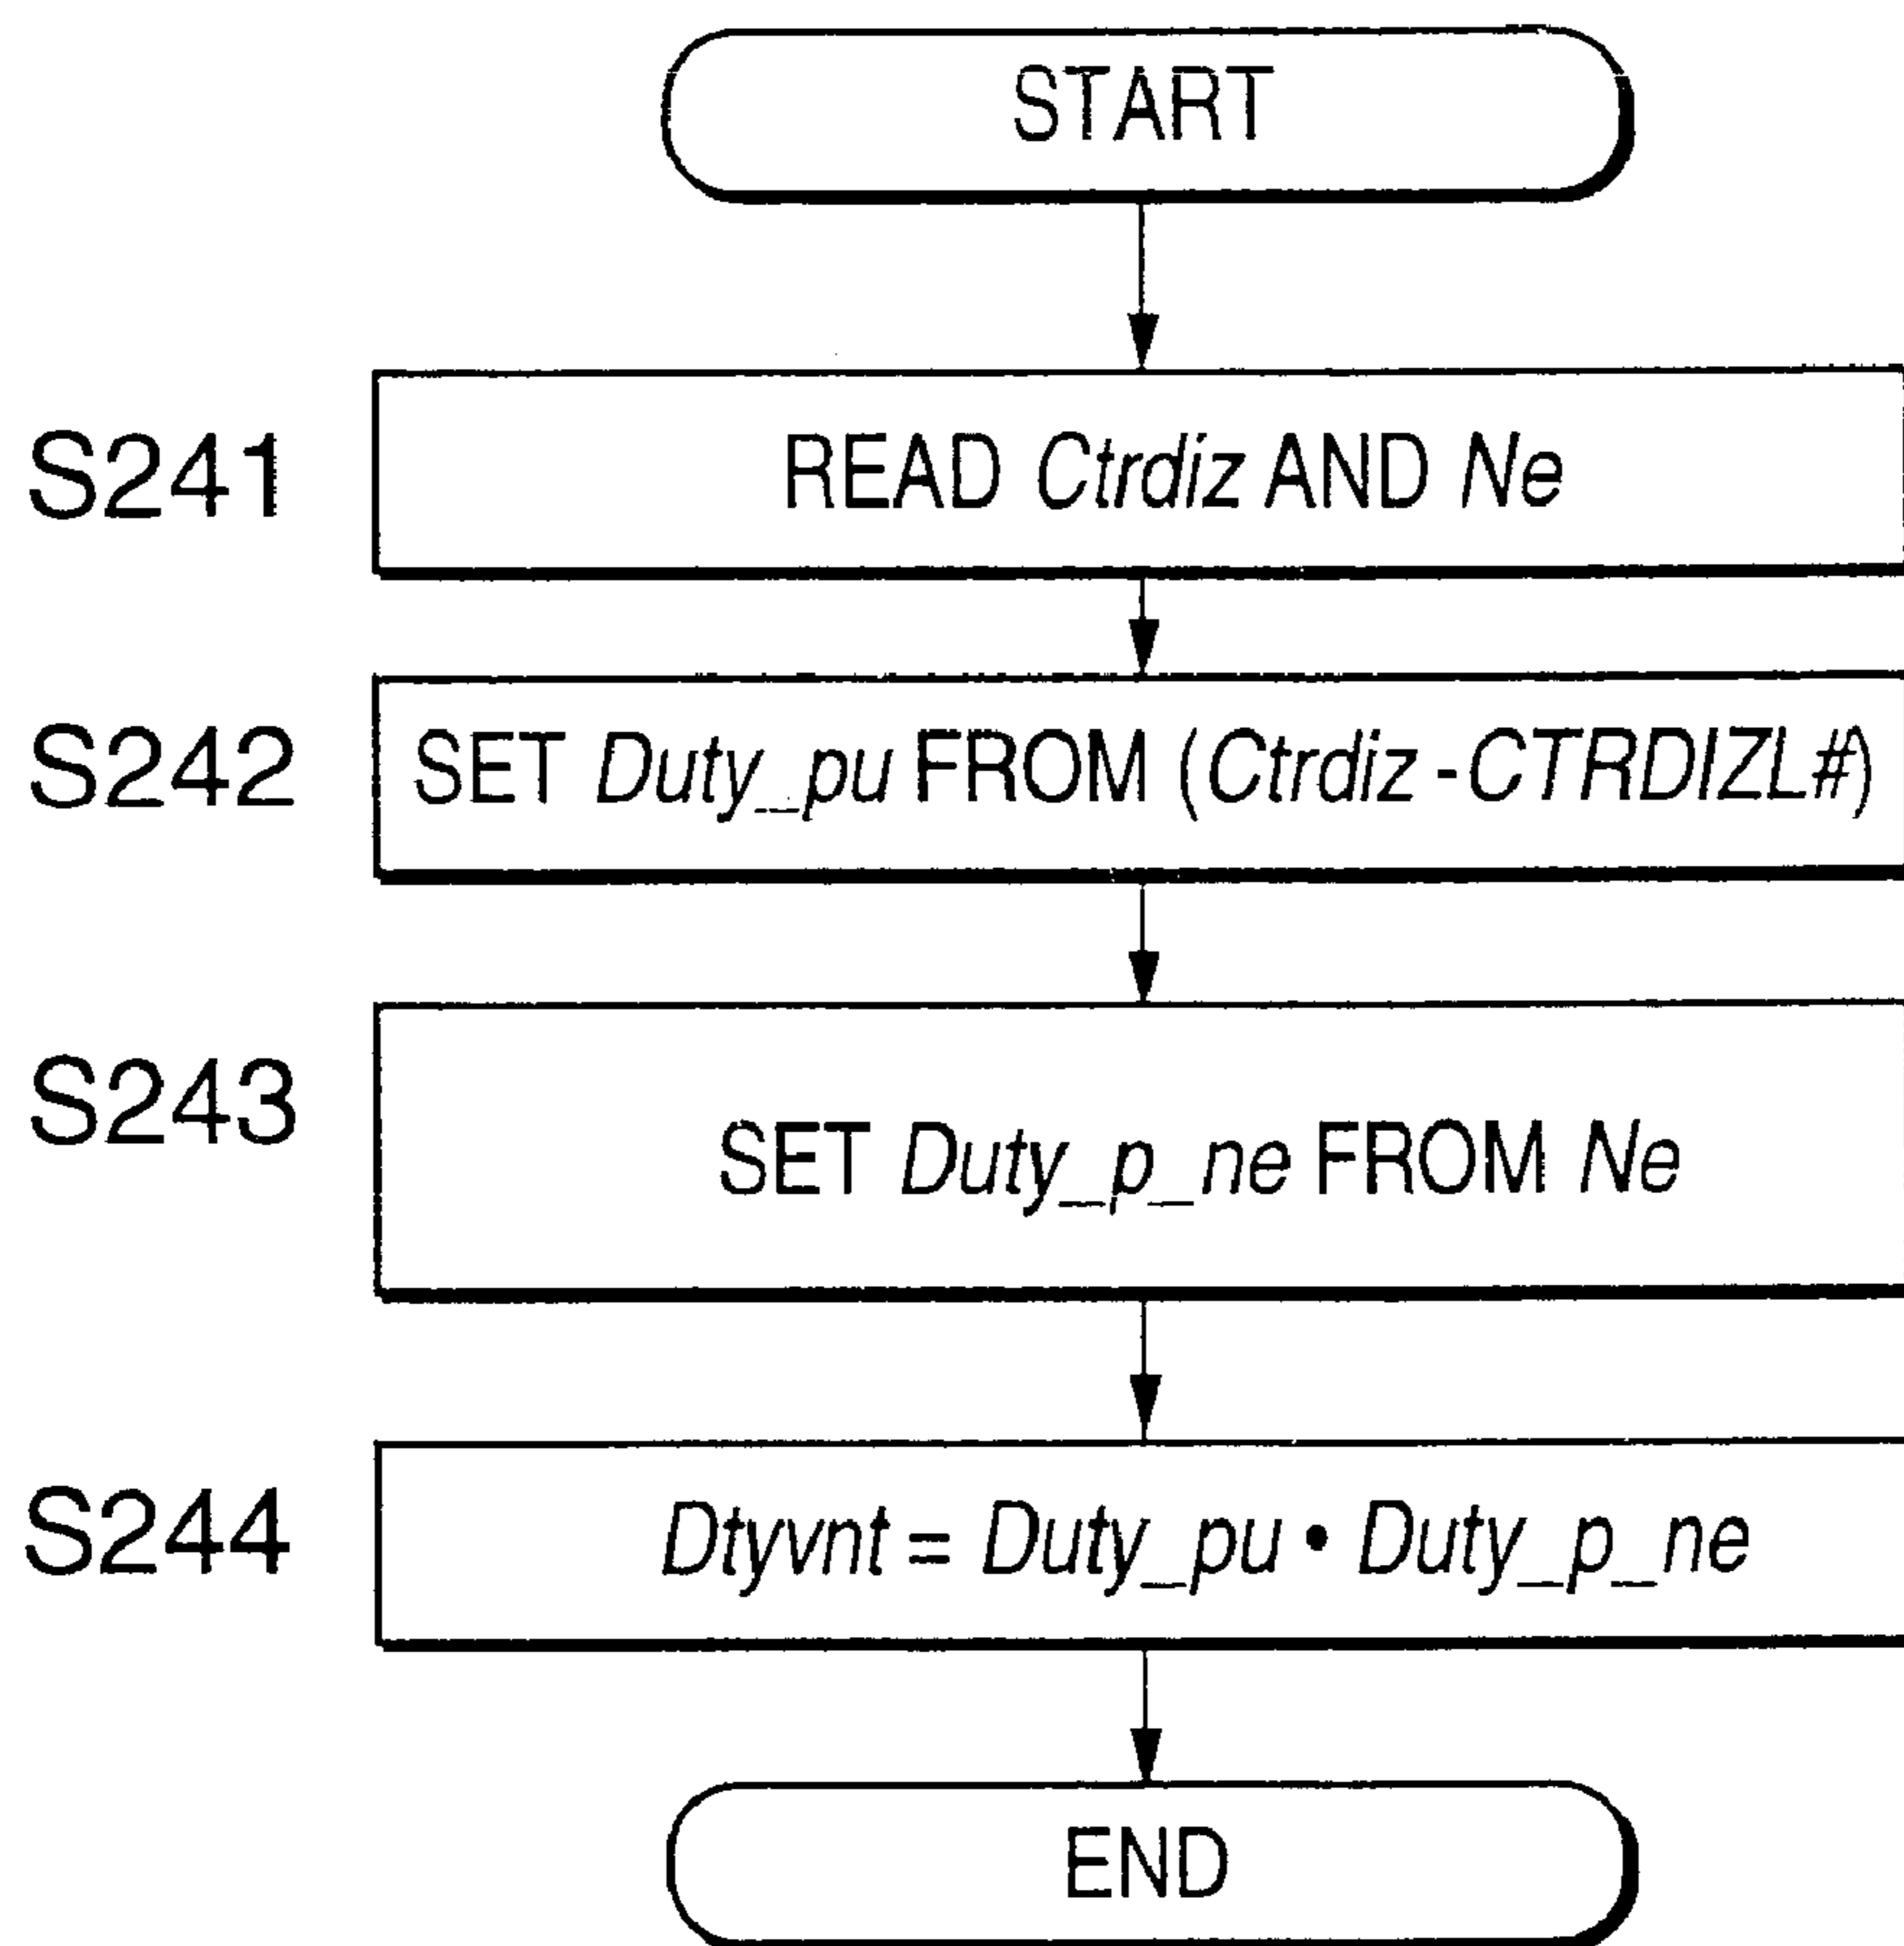 START
S241 READ Ctrdiz AND Ne
S242 SET Duty_pu FROM (Ctrdiz - CTRDIZL#)
S243 SET Duty_p_ne FROM Ne
S244 Dtyvnt = Duty_pu • Duty_p_ne
END